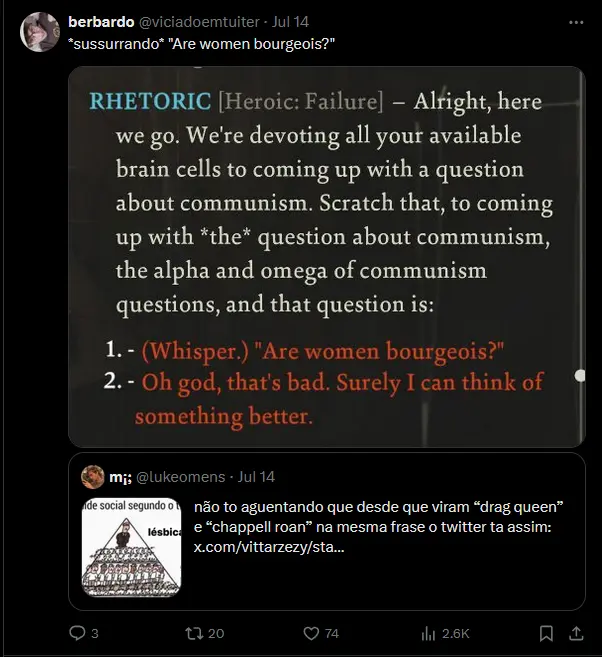 berbardo @viciadoemtuiter · Jul 14
*sussurrando* "Are women bourgeois?"
RHETORIC [Heroic: Failure] – Alright, here
we go. We're devoting all your available
brain cells to coming up with a question
about communism. Scratch that, to coming
up with *the* question about communism,
the alpha and omega of communism
questions, and that question is:
1. - (Whisper.) "Are women bourgeois?"
2. - Oh god, that's bad. Surely I can think of
something better.
m¡; @lukeomens · Jul 14
de social segundo o t
lésbica
não to aguentando que desde que viram “drag queen”
e “chappell roan” na mesma frase o twitter ta assim:
x.com/vittarzezy/sta…
3 20 74 2.6K